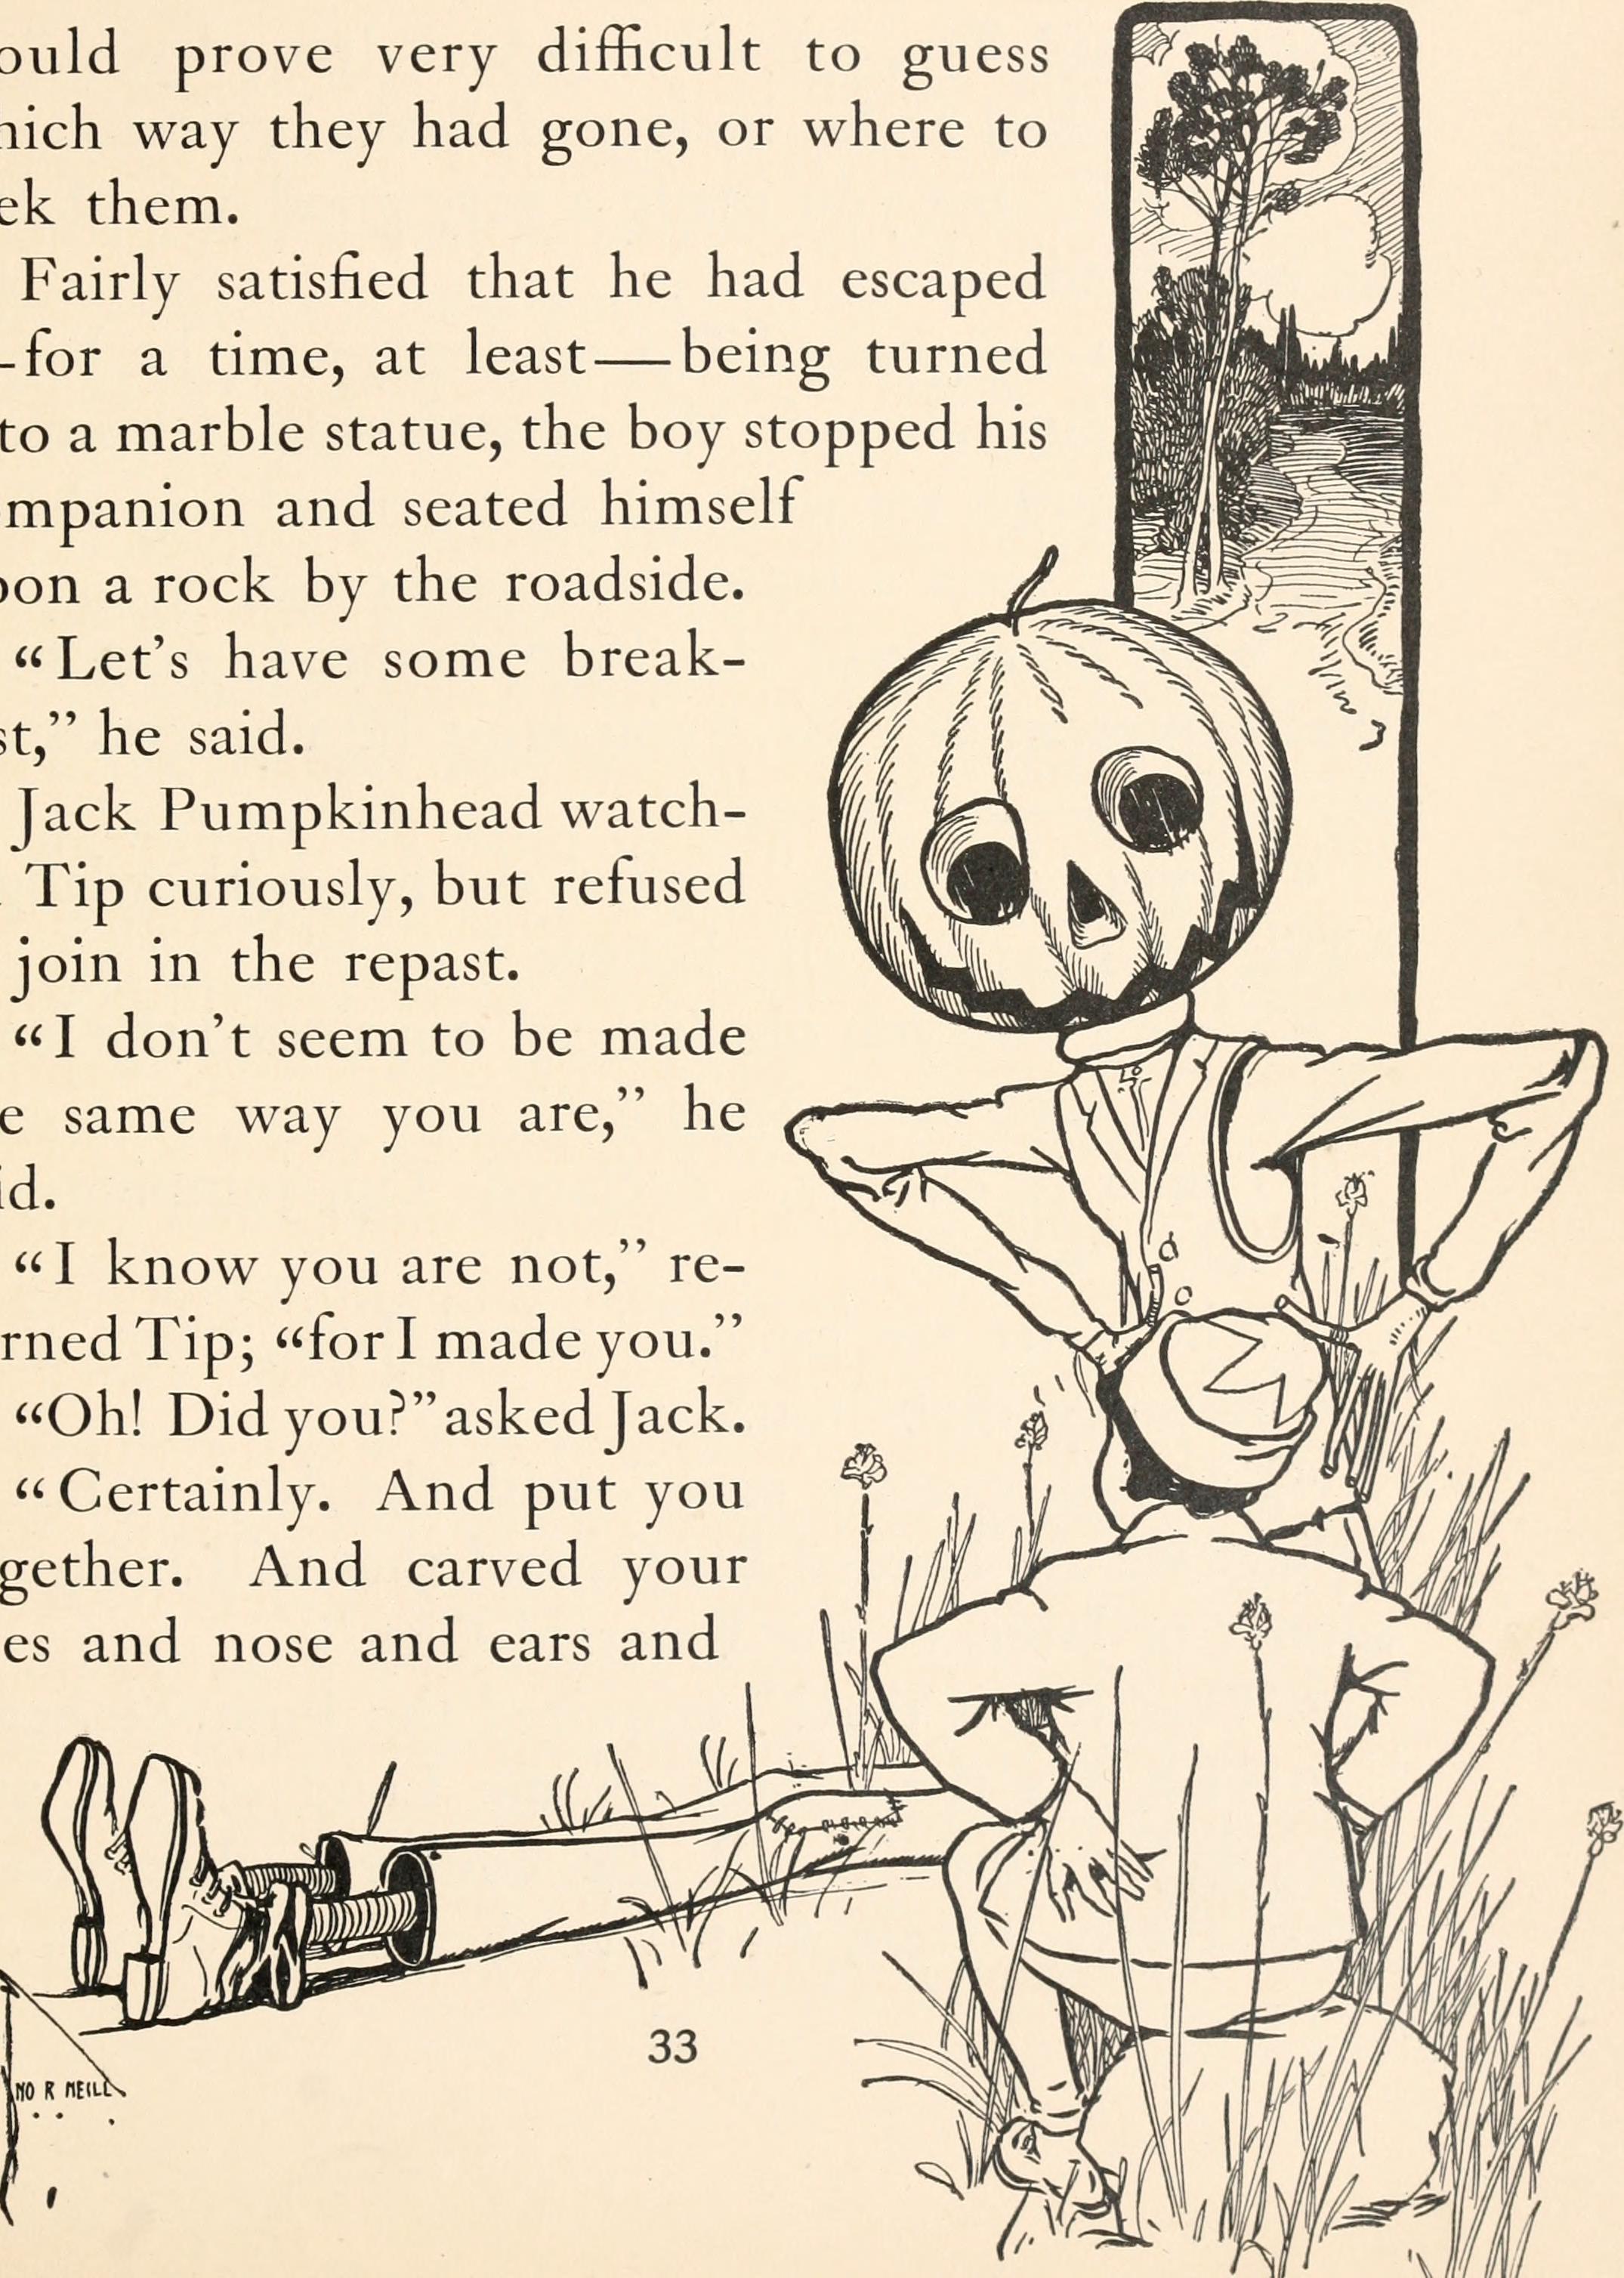 ould prove very difficult to guess
hich way they had gone, or where to
ek them.
Fairly satisfied that he had escaped
-for a time, at least—being turned
to a marble statue, the boy stopped his
ompanion and seated himself
pon a rock by the roadside.
“Let’s have some break-
st,” he said.
Jack Pumpkinhead watch-
Tip curiously, but refused
join in the repast.
“I don’t seem to be made
e same way you are,” he
id.
“I know you are not,” re-
rned Tip; “for I made you.”
“Oh! Did you?” asked Jack.
“Certainly. And put you
gether. And carved your
es and nose and ears and
33
NO R NEILL